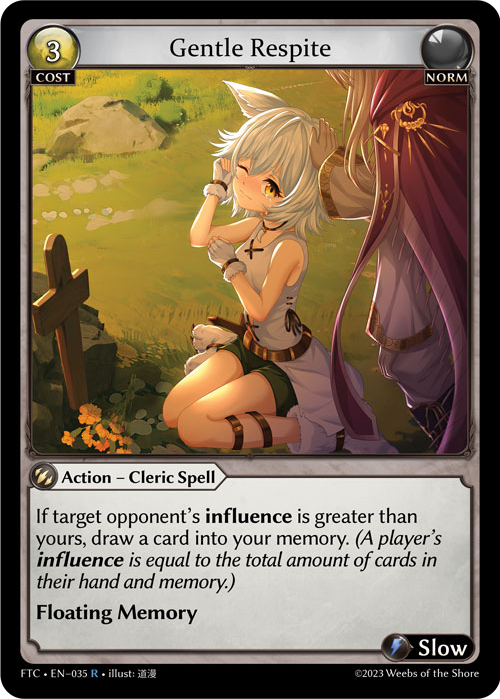 3
Gentle Respite
COST
NORM
Action – Cleric Spell
If target opponent's influence is greater than
yours, draw a card into your memory. (A player's
influence is equal to the total amount of cards in
their hand and memory.)
Floating Memory
Slow
FTC • EN–035 R • illust: 道漫
©2023 Weebs of the Shore